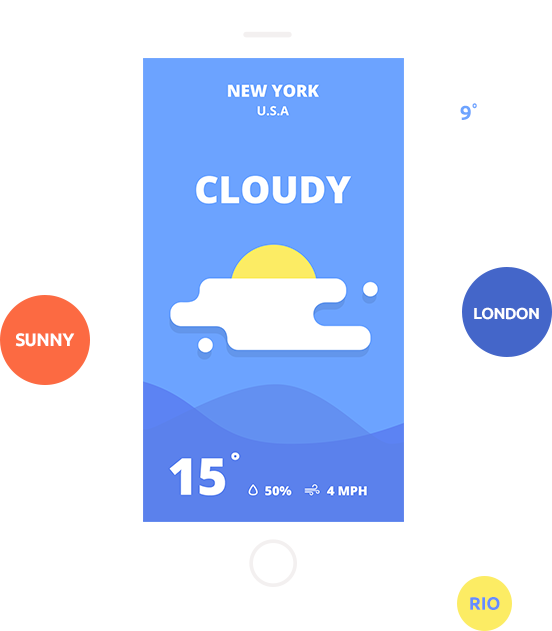 NEW YORK
U.S.A
9°
CLOUDY
LONDON
SUNNY
15°
50%
4 MPH
RIO